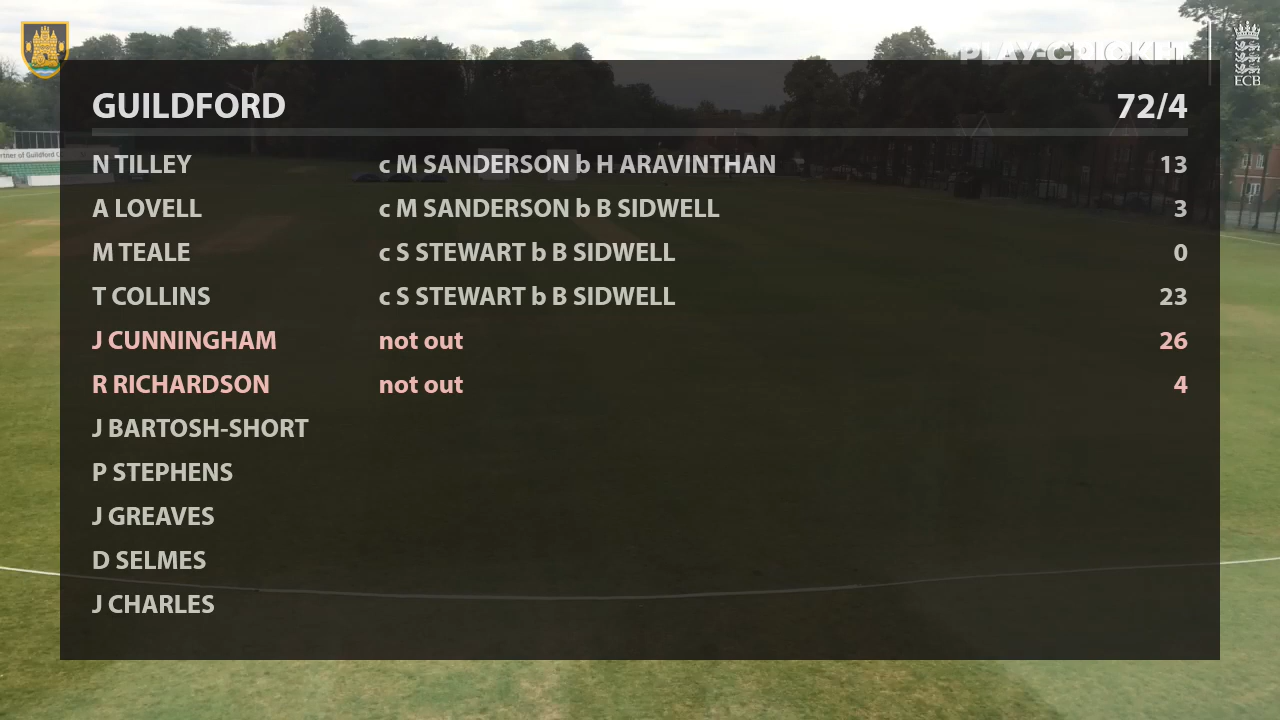 PLAY-CRICKET
ECB
GUILDFORD 72/4
N TILLEY c M SANDERSON b H ARAVINTHAN 13
A LOVELL c M SANDERSON b B SIDWELL 3
M TEALE c S STEWART b B SIDWELL 0
T COLLINS c S STEWART b B SIDWELL 23
J CUNNINGHAM not out 26
R RICHARDSON not out 4
J BARTOSH-SHORT
P STEPHENS
J GREAVES
D SELMES
J CHARLES